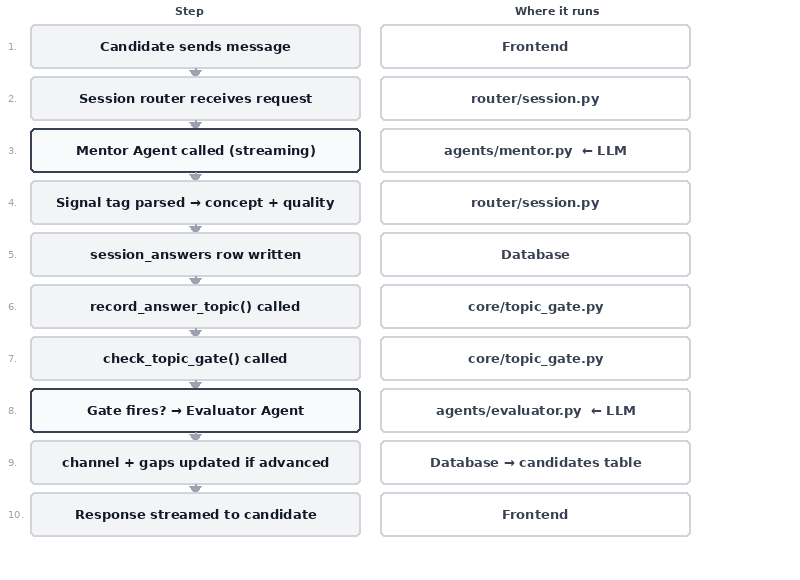 Step Where it runs
1. Candidate sends message Frontend
2. Session router receives request router/session.py
3. Mentor Agent called (streaming) agents/mentor.py ← LLM
4. Signal tag parsed → concept + quality router/session.py
5. session_answers row written Database
6. record_answer_topic() called core/topic_gate.py
7. check_topic_gate() called core/topic_gate.py
8. Gate fires? → Evaluator Agent agents/evaluator.py ← LLM
9. channel + gaps updated if advanced Database → candidates table
10. Response streamed to candidate Frontend